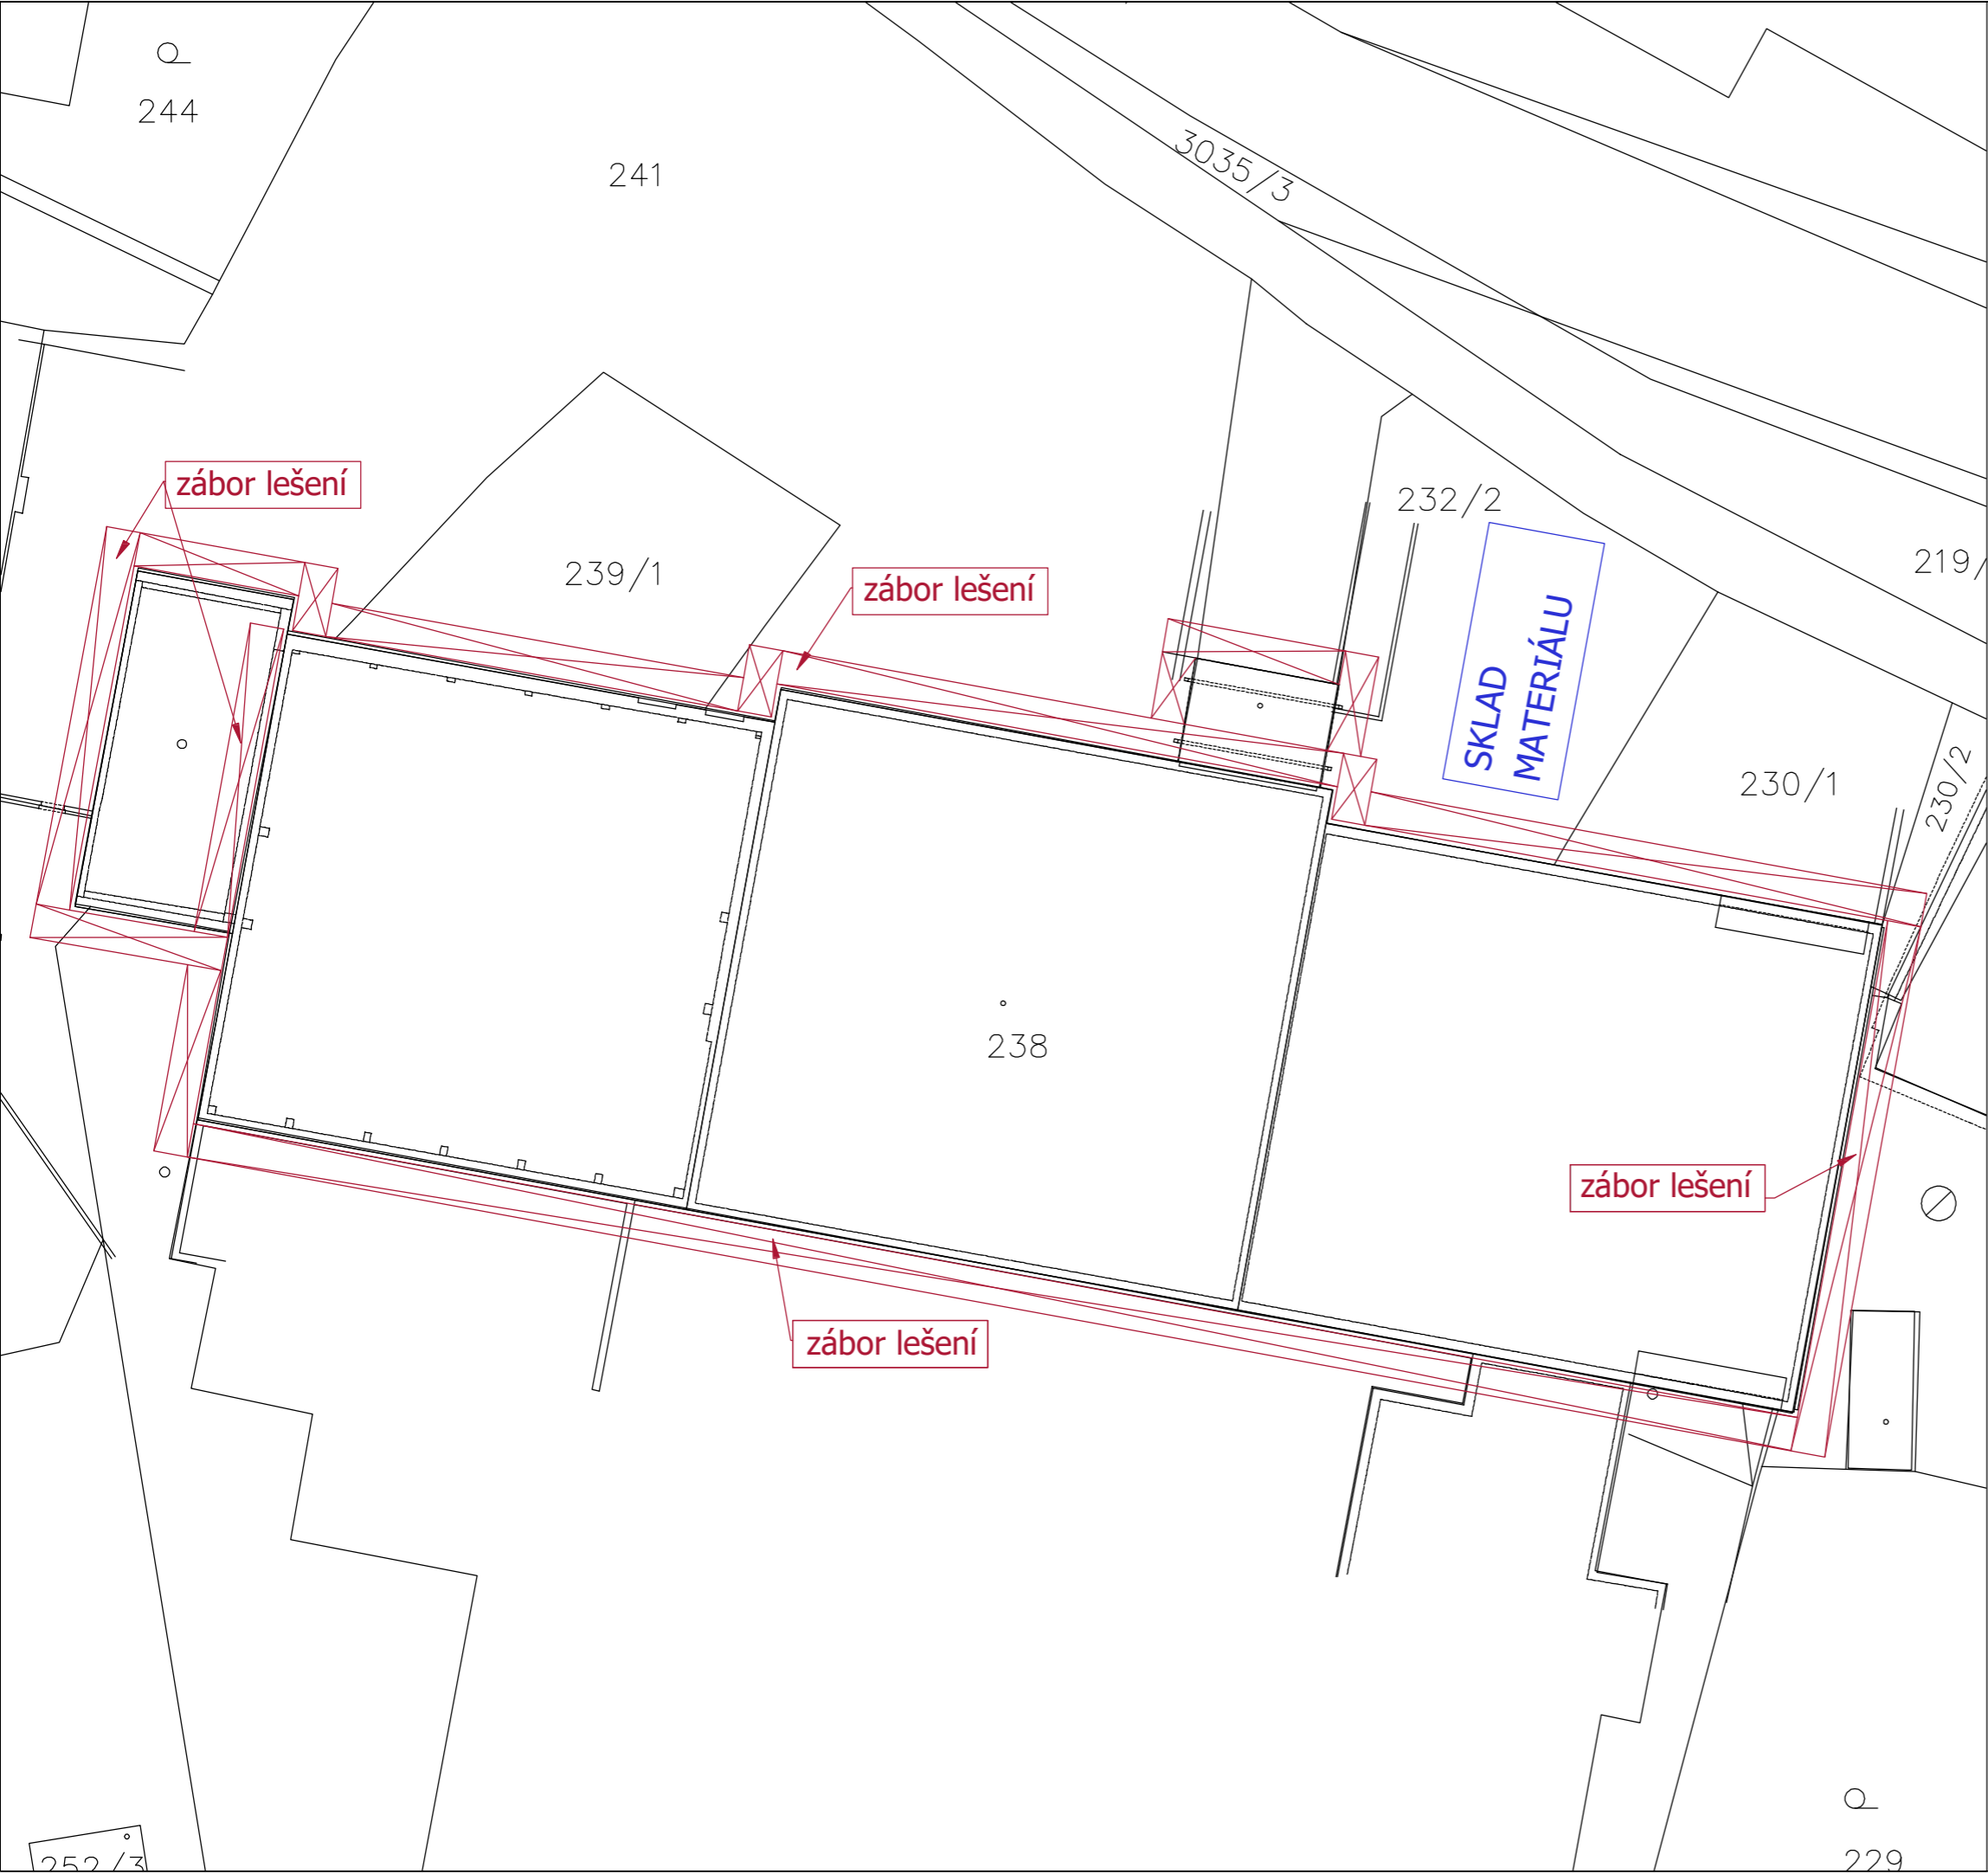 244
241
3035/3
zábor lešení
232/2
219/
239/1
zábor lešení
SKLAD
MATERIÁLU
230/1
230/2
238
zábor lešení
zábor lešení
252/3
229